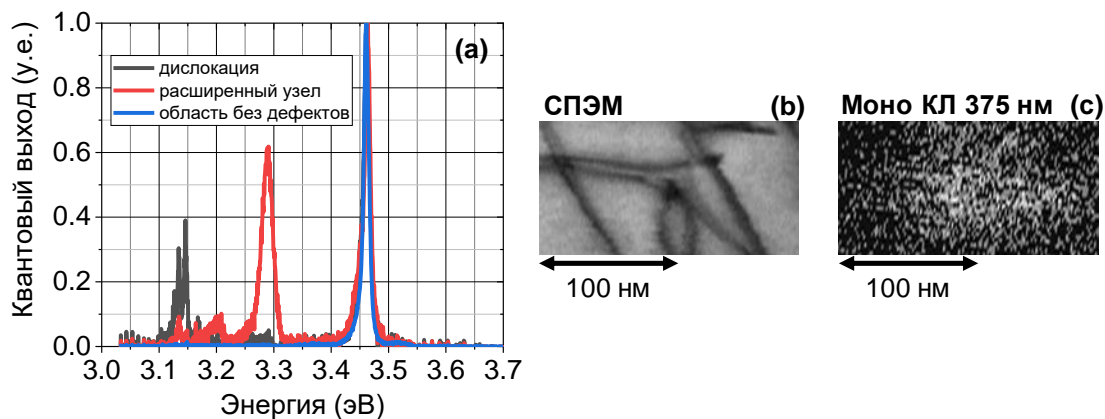 Квантовый выход (у.е.)
1.0
0.8
0.6
0.4
0.2
0.0
(a)
дислокация
расширенный узел
область без дефектов
3.0 3.1 3.2 3.3 3.4 3.5 3.6 3.7
Энергия (эВ)
СПЭМ (b)
100 нм
Моно КЛ 375 нм (c)
100 нм